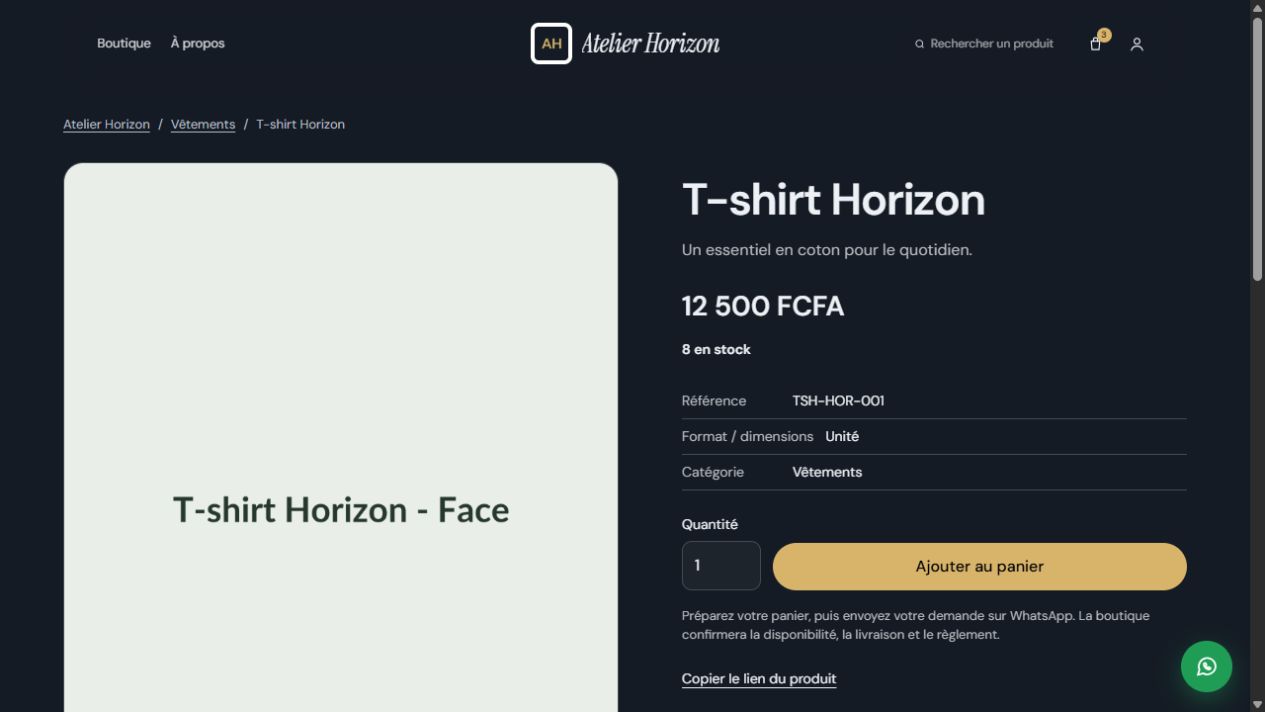 Boutique
À propos
AH
Atelier Horizon
Rechercher un produit
3
Atelier Horizon / Vêtements / T-shirt Horizon
T-shirt Horizon - Face
T-shirt Horizon
Un essentiel en coton pour le quotidien.
12 500 FCFA
8 en stock
Référence TSH-HOR-001
Format / dimensions Unité
Catégorie Vêtements
Quantité
1
Ajouter au panier
Préparez votre panier, puis envoyez votre demande sur WhatsApp. La boutique
confirmera la disponibilité, la livraison et le règlement.
Copier le lien du produit